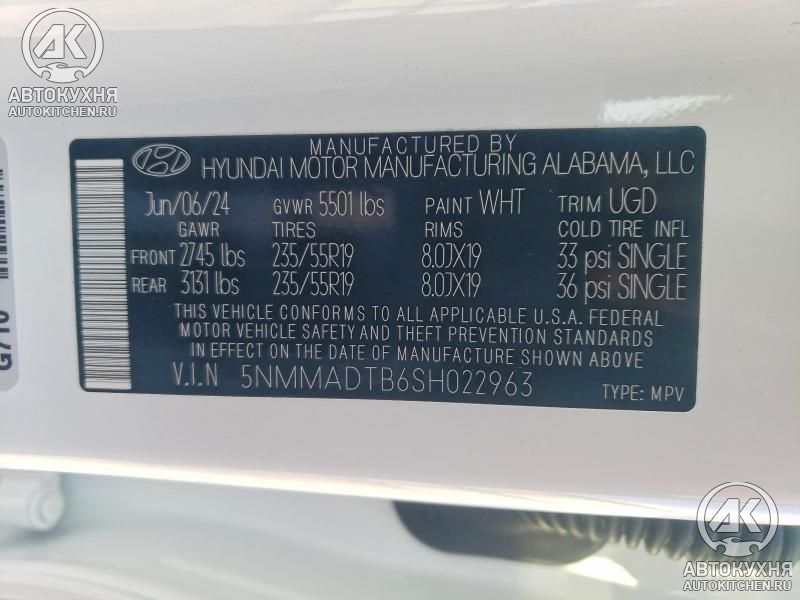 AK
АВТОКУХНЯ
AUTOKITCHEN.RU
MANUFACTURED BY
HYUNDAI MOTOR MANUFACTURING ALABAMA, LLC
Jun/06/24 GVWR 5501 lbs PAINT WHT TRIM UGD
GAWR TIRES RIMS COLD TIRE INFL
FRONT 2745 lbs 235/55R19 8.0JX19 33 psi SINGLE
REAR 3131 lbs 235/55R19 8.0JX19 36 psi SINGLE
THIS VEHICLE CONFORMS TO ALL APPLICABLE U.S.A. FEDERAL
MOTOR VEHICLE SAFETY AND THEFT PREVENTION STANDARDS
IN EFFECT ON THE DATE OF MANUFACTURE SHOWN ABOVE.
V.I.N 5NMMADTB6SH022963 TYPE: MPV
G710
AK
АВТОКУХНЯ
AUTOKITCHEN.RU